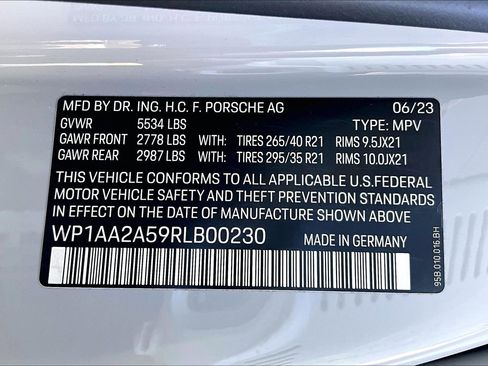 MFD BY DR. ING. H.C. F. PORSCHE AG 06/23
GVWR 5534 LBS TYPE: MPV
GAWR FRONT 2778 LBS WITH: TIRES 265/40 R21 RIMS 9.5JX21
GAWR REAR 2987 LBS WITH: TIRES 295/35 R21 RIMS 10.0JX21
THIS VEHICLE CONFORMS TO ALL APPLICABLE U.S.FEDERAL
MOTOR VEHICLE SAFETY AND THEFT PREVENTION STANDARDS
IN EFFECT ON THE DATE OF MANUFACTURE SHOWN ABOVE.
WP1AA2A59RLB00230 MADE IN GERMANY
95B.010.016.BH